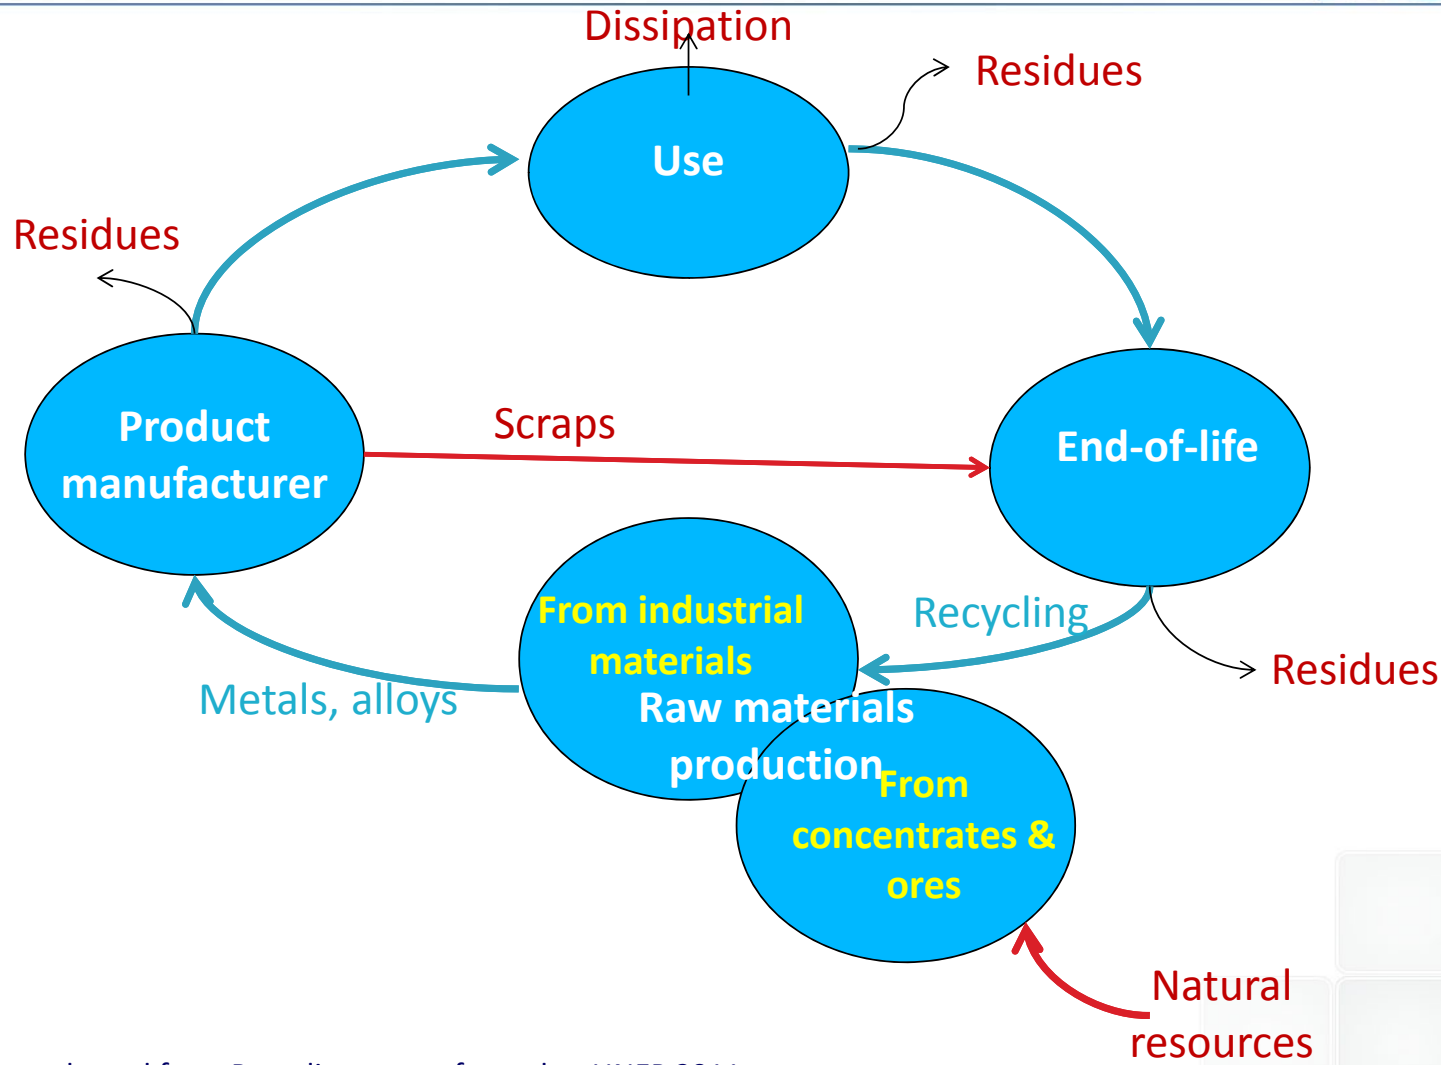 Dissipation
Residues
Use
Residues
Scraps
Product
manufacturer
End-of-life
From industrial
materials
Recycling
Residues
Metals, alloys
Raw materials
production
From
concentrates &
ores
Natural
resources